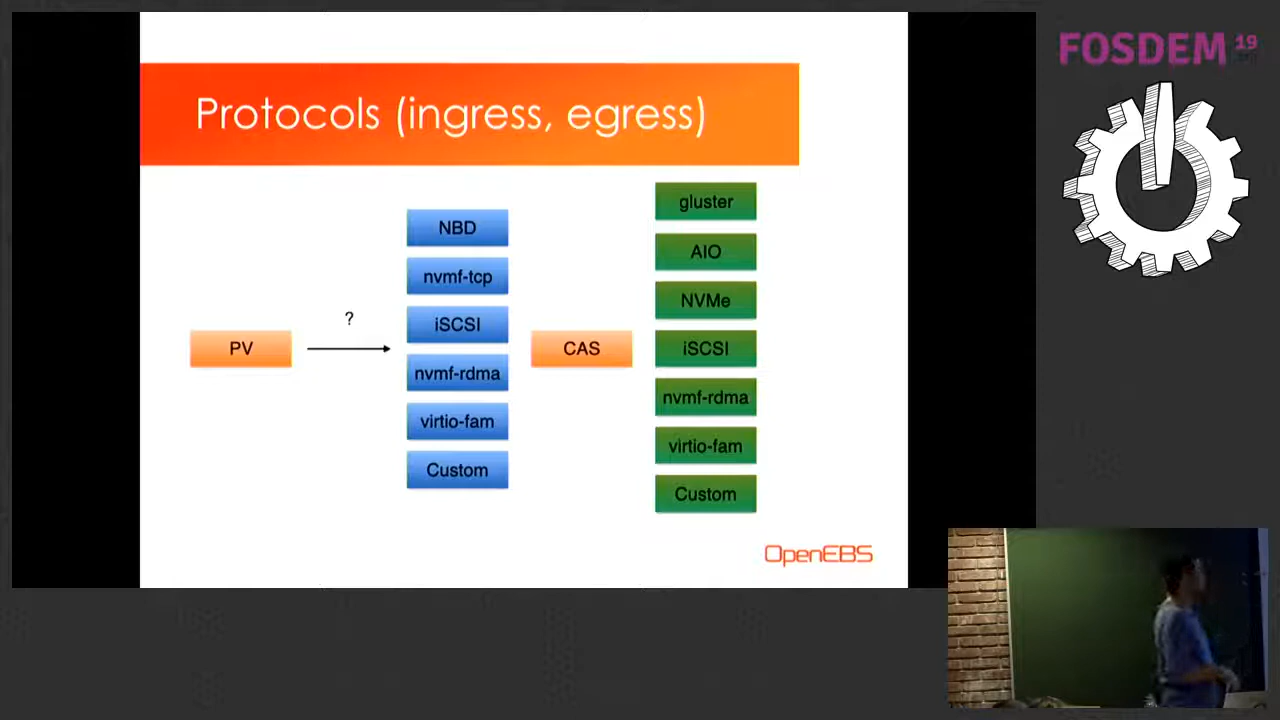 Protocols (ingress, egress)
PV
?
NBD
nvmf-tcp
iSCSI
nvmf-rdma
virtio-fam
Custom
CAS
gluster
AIO
NVMe
iSCSI
nvmf-rdma
virtio-fam
Custom
OpenEBS
FOSDEM 19